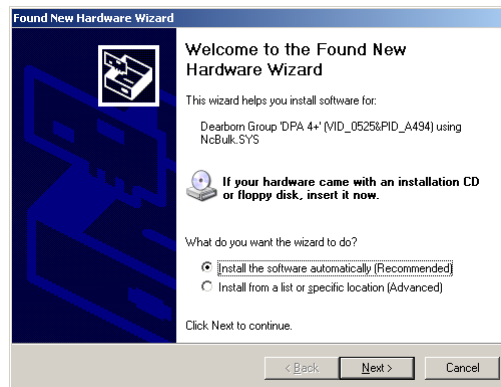 Found New Hardware Wizard
Welcome to the Found New
Hardware Wizard
This wizard helps you install software for:
Dearborn Group 'DPA 4+' (VID_0525&PID_A494) using
NcBulk.SYS
If your hardware came with an installation CD
or floppy disk, insert it now.
What do you want the wizard to do?
Install the software automatically (Recommended)
Install from a list or specific location (Advanced)
Click Next to continue.
< Back Next > Cancel